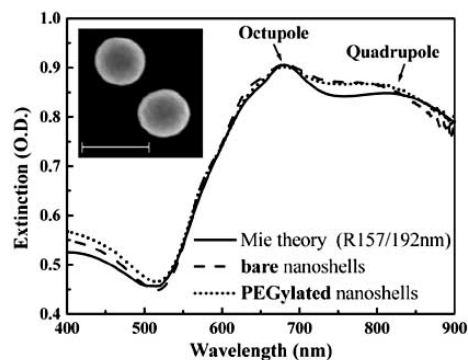 Octupole
Quadrupole
Extinction (O.D.)
1.0
0.9
0.8
0.7
0.6
0.5
0.4
Mie theory (R157/192nm)
bare nanoshells
PEGylated nanoshells
400 500 600 700 800 900
Wavelength (nm)